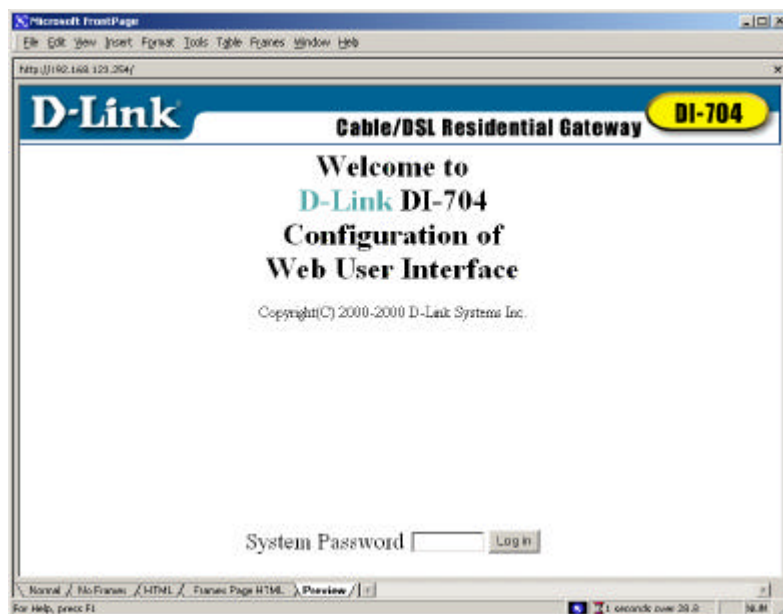 Microsoft FrontPage
File Edit View Insert Format Tools Table Frames Window Help
http://192.168.123.254/
D-Link
Cable/DSL Residential Gateway
DI-704
Welcome to
D-Link DI-704
Configuration of
Web User Interface
Copyright(C) 2000-2000 D-Link Systems Inc.
System Password
Log in
Normal No Frames HTML Frames Page HTML Preview
For Help, press F1
1 seconds over 28.8